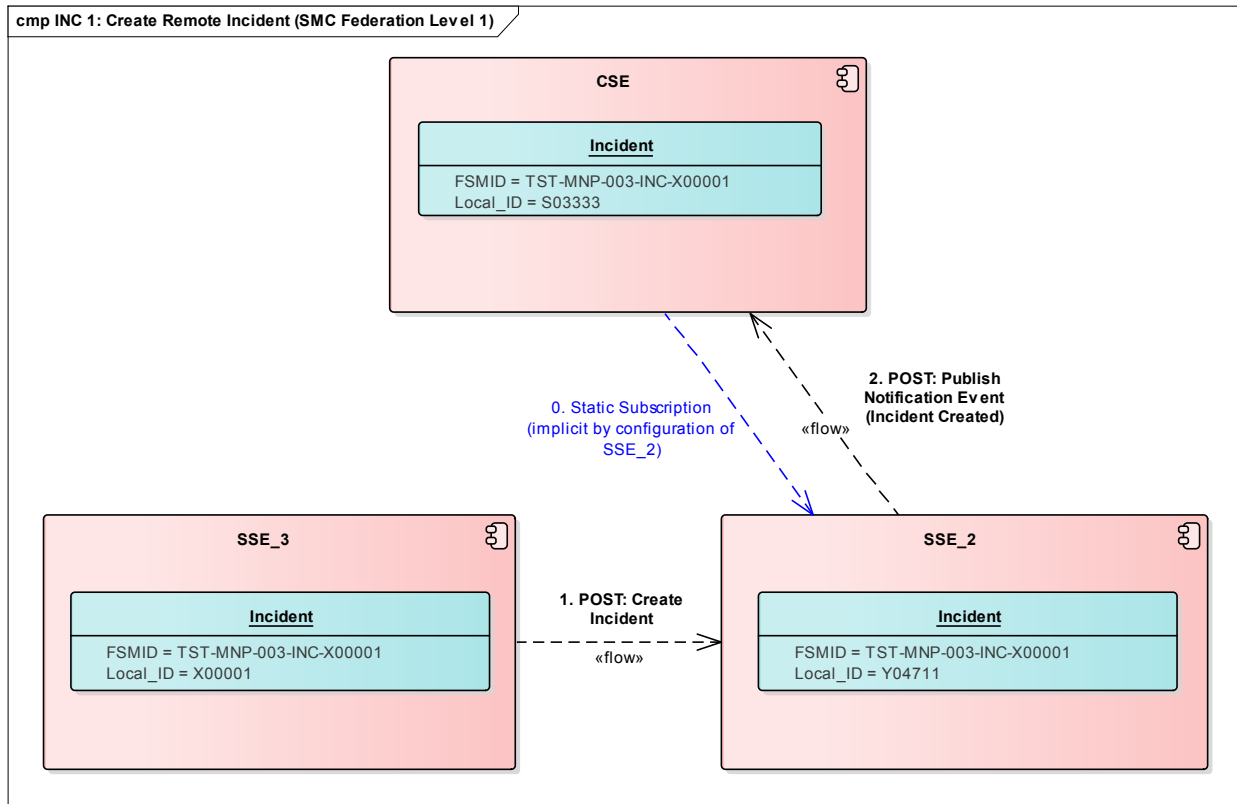 cmp INC 1: Create Remote Incident (SMC Federation Level 1)
CSE
Incident
FSMID = TST-MNP-003-INC-X00001
Local_ID = S03333
0. Static Subscription
(implicit by configuration of
SSE_2)
2. POST: Publish
Notification Event
(Incident Created)
«flow»
SSE_3
Incident
FSMID = TST-MNP-003-INC-X00001
Local_ID = X00001
1. POST: Create
Incident
«flow»
SSE_2
Incident
FSMID = TST-MNP-003-INC-X00001
Local_ID = Y04711